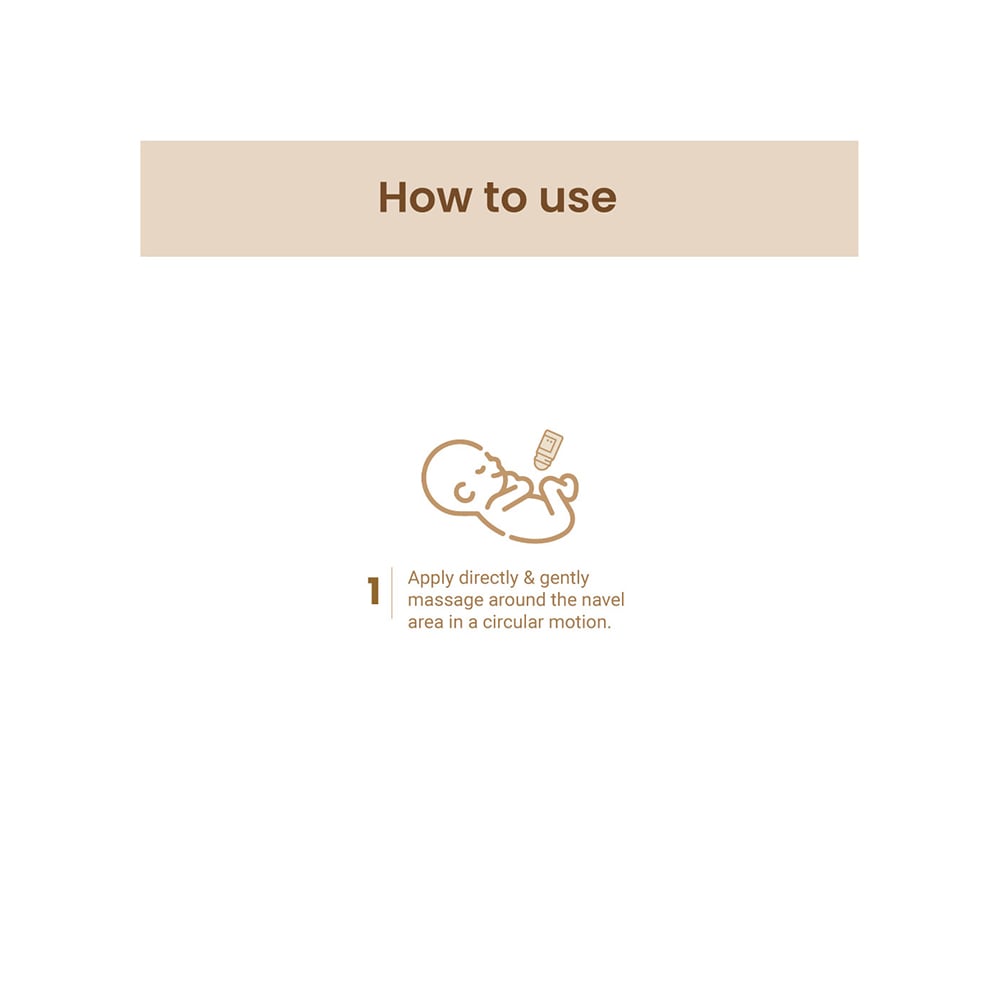 How to use
1
Apply directly & gently
massage around the navel
area in a circular motion.